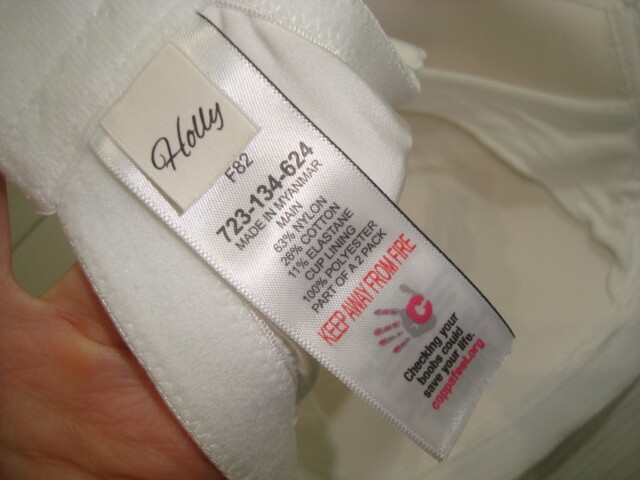 Holly
F82
723-134-624
MADE IN MYANMAR
MAIN
63% NYLON
26% COTTON
11% ELASTANE
CUP LINING
100% POLYESTER
PART OF A 2 PACK
KEEP AWAY FROM FIRE
C
Checking your
boobs could
save your life.
coppafeel.org